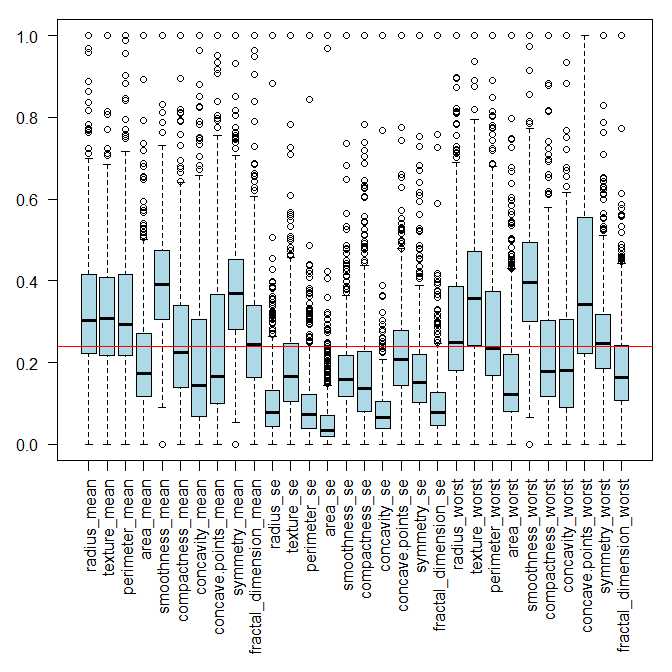 1.0
0.8
0.6
0.4
0.2
0.0
radius_mean
texture_mean
perimeter_mean
area_mean
smoothness_mean
compactness_mean
concavity_mean
concave.points_mean
symmetry_mean
fractal_dimension_mean
radius_se
texture_se
perimeter_se
area_se
smoothness_se
compactness_se
concavity_se
concave.points_se
symmetry_se
fractal_dimension_se
radius_worst
texture_worst
perimeter_worst
area_worst
smoothness_worst
compactness_worst
concavity_worst
concave.points_worst
symmetry_worst
fractal_dimension_worst